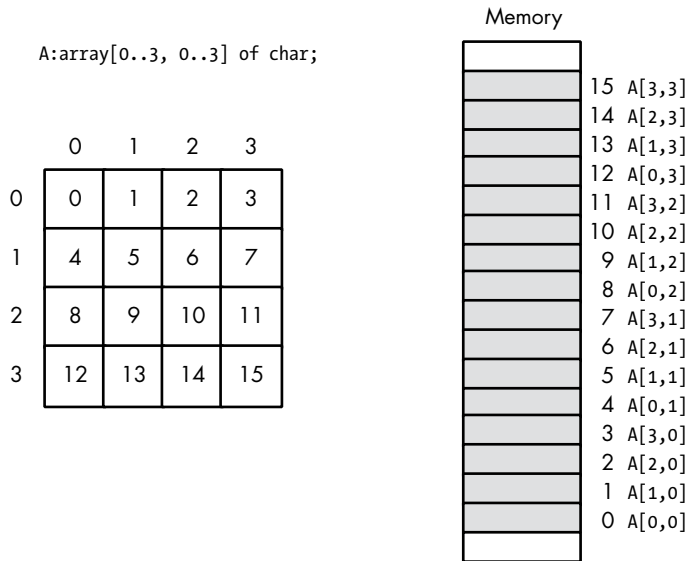 Memory
A:array[0..3, 0..3] of char;
0 1 2 3
0 0 1 2 3
1 4 5 6 7
2 8 9 10 11
3 12 13 14 15
15 A[3,3]
14 A[2,3]
13 A[1,3]
12 A[0,3]
11 A[3,2]
10 A[2,2]
9 A[1,2]
8 A[0,2]
7 A[3,1]
6 A[2,1]
5 A[1,1]
4 A[0,1]
3 A[3,0]
2 A[2,0]
1 A[1,0]
0 A[0,0]